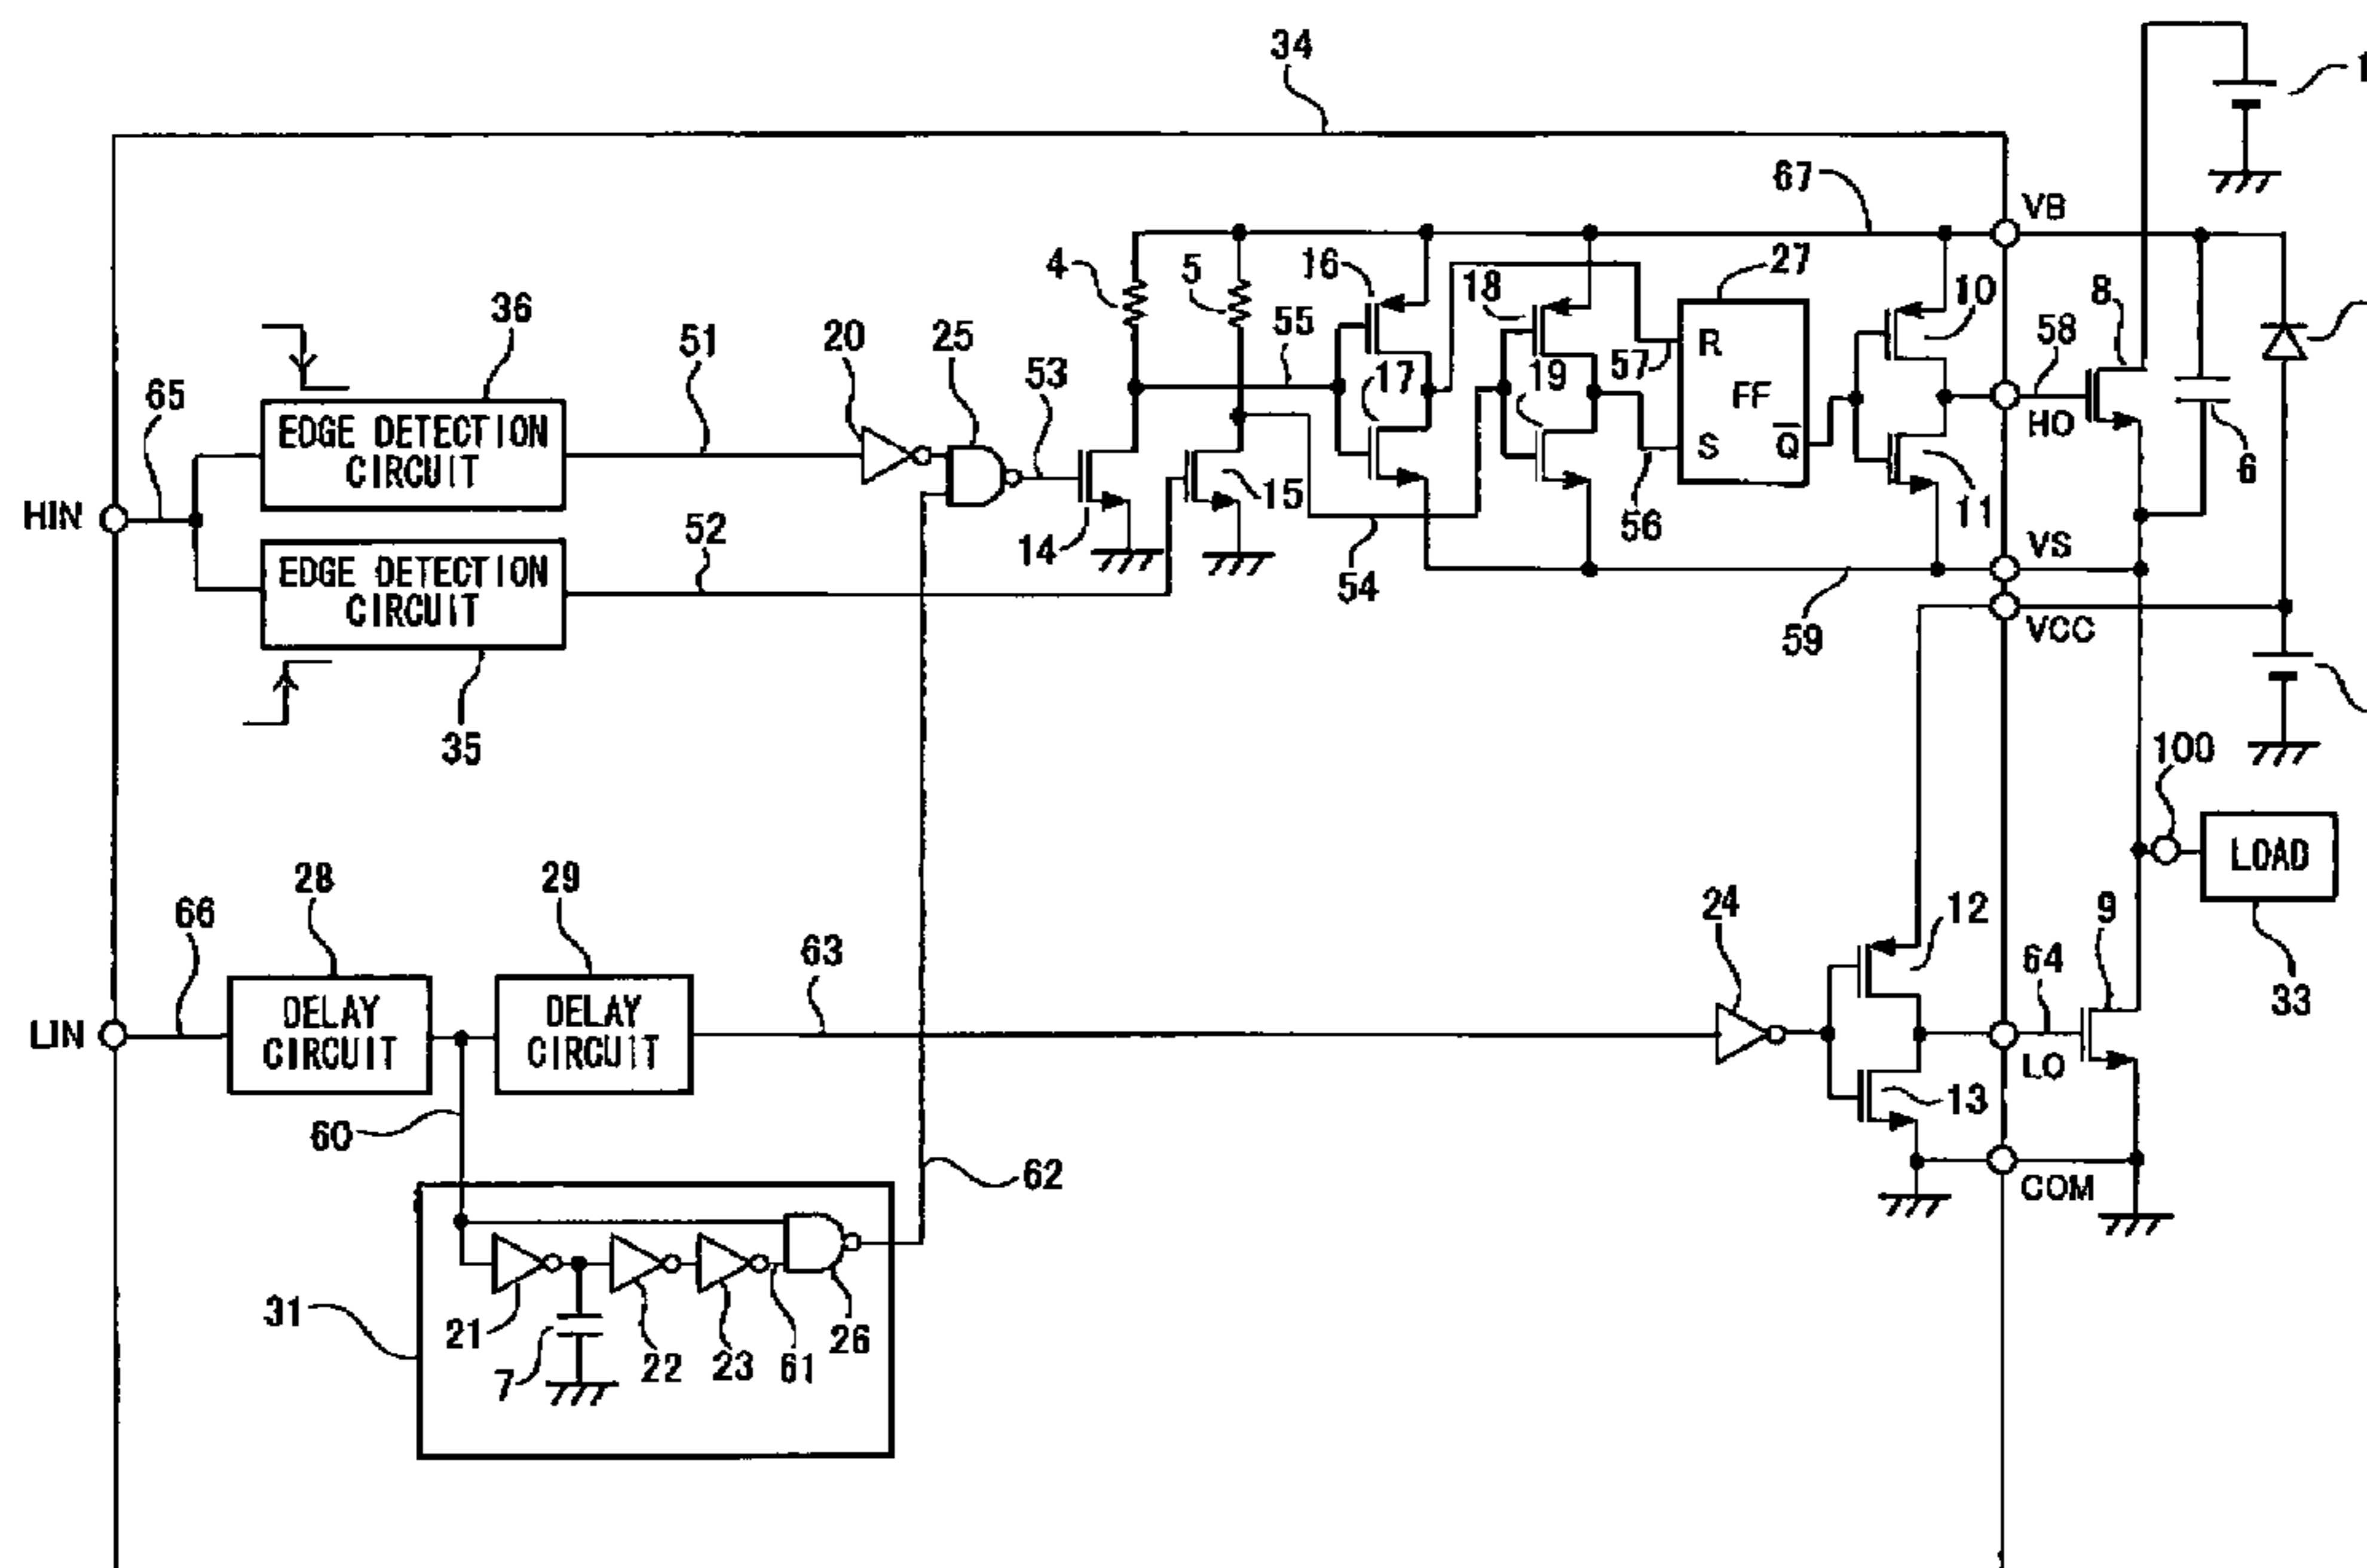 34
1
67
VB
4
5
16
18
27
10
8
36
55
58
20
25
51
53
R
57
17
19
FF
HO
65
EDGE DETECTION
CIRCUIT
S
Q̅
6
HIN
15
11
52
14
56
VS
EDGE DETECTION
CIRCUIT
54
59
VCC
35
100
LOAD
28
29
24
12
9
66
63
64
33
DELAY
CIRCUIT
DELAY
CIRCUIT
LIN
LO
13
60
62
COM
31
21
7
22
23
61
26